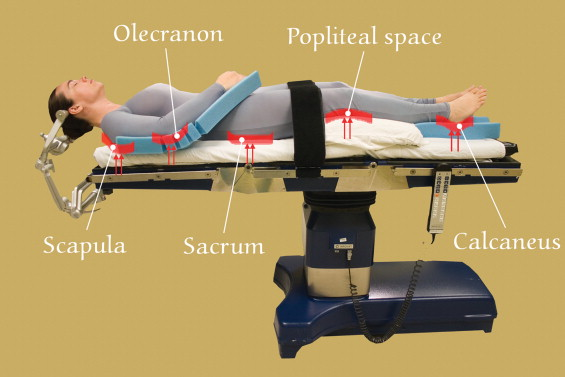 Olecranon
Popliteal space
Scapula
Sacrum
Calcaneus